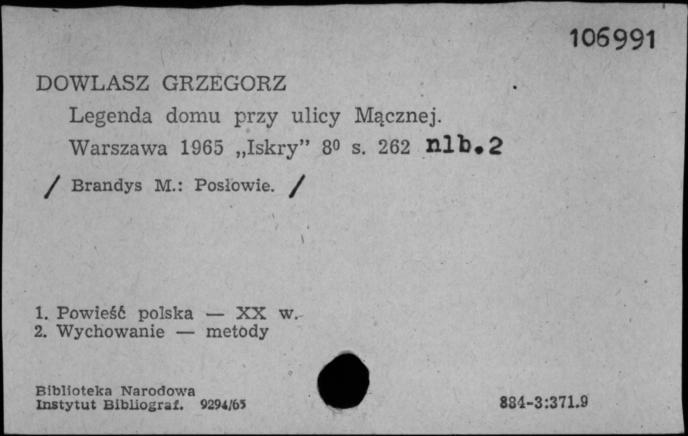 106991
DOWLASZ GRZEGORZ
Legenda domu przy ulicy Mącznej.
Warszawa 1965 „Iskry” 8⁰ s. 262 nlb.2
/ Brandys M.: Posłowie. /
1. Powieść polska — XX w.
2. Wychowanie — metody
Biblioteka Narodowa
Instytut Bibliograf. 9294/65
884-3:371.9